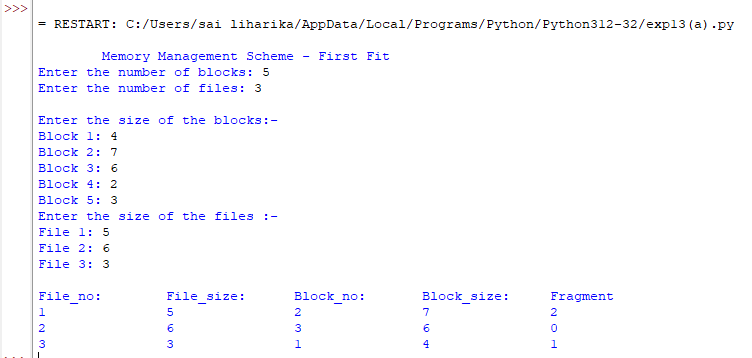 >>>
= RESTART: C:/Users/sai liharika/AppData/Local/Programs/Python/Python312-32/exp13(a).py
Memory Management Scheme - First Fit
Enter the number of blocks: 5
Enter the number of files: 3
Enter the size of the blocks:-
Block 1: 4
Block 2: 7
Block 3: 6
Block 4: 2
Block 5: 3
Enter the size of the files :-
File 1: 5
File 2: 6
File 3: 3
File_no: File_size: Block_no: Block_size: Fragment
1 5 2 7 2
2 6 3 6 0
3 3 1 4 1